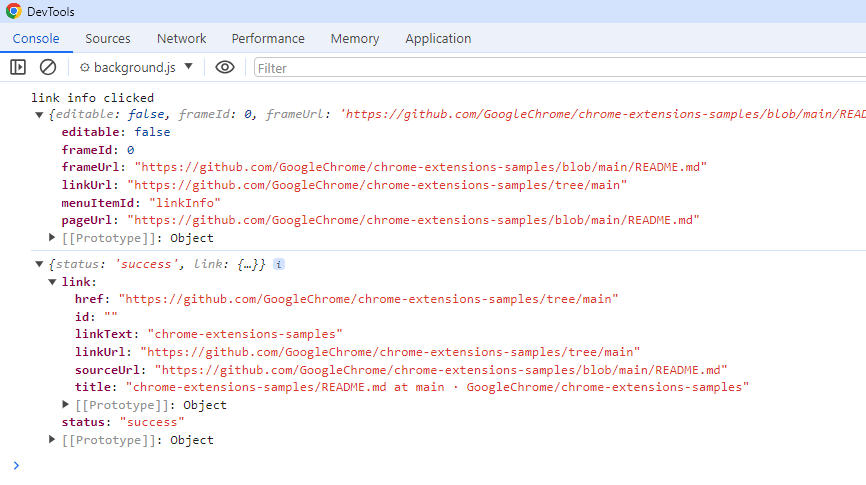 DevTools
Console Sources Network Performance Memory Application
background.js Filter
link info clicked
{editable: false, frameId: 0, frameUrl: 'https://github.com/GoogleChrome/chrome-extensions-samples/blob/main/REA
editable: false
frameId: 0
frameUrl: "https://github.com/GoogleChrome/chrome-extensions-samples/blob/main/README.md"
linkUrl: "https://github.com/GoogleChrome/chrome-extensions-samples/tree/main"
menuItemId: "linkInfo"
pageUrl: "https://github.com/GoogleChrome/chrome-extensions-samples/blob/main/README.md"
[[Prototype]]: Object
{status: 'success', link: {…}} i
link:
href: "https://github.com/GoogleChrome/chrome-extensions-samples/tree/main"
id: ""
linkText: "chrome-extensions-samples"
linkUrl: "https://github.com/GoogleChrome/chrome-extensions-samples/tree/main"
sourceUrl: "https://github.com/GoogleChrome/chrome-extensions-samples/blob/main/README.md"
title: "chrome-extensions-samples/README.md at main · GoogleChrome/chrome-extensions-samples"
[[Prototype]]: Object
status: "success"
[[Prototype]]: Object